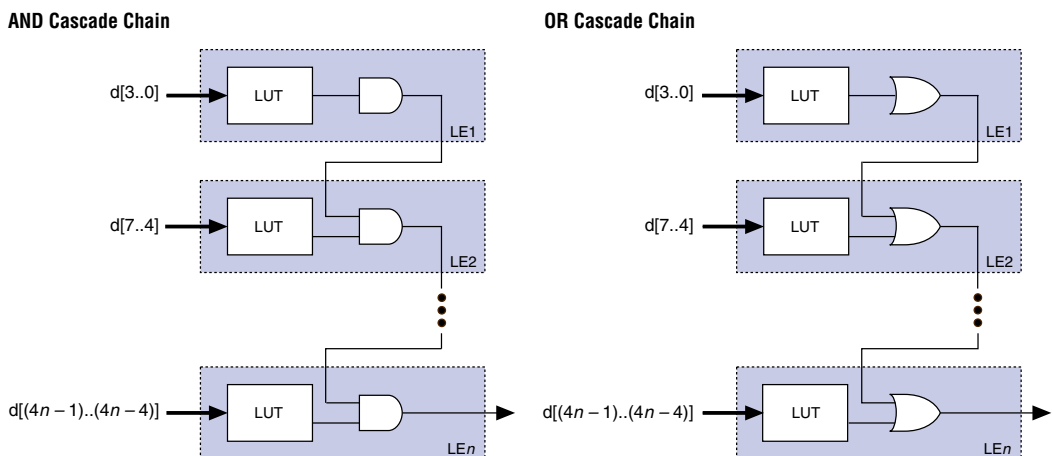 AND Cascade Chain
d[3..0]
LUT
LE1
d[7..4]
LUT
LE2
d[(4n – 1)..(4n – 4)]
LUT
LEn
OR Cascade Chain
d[3..0]
LUT
LE1
d[7..4]
LUT
LE2
d[(4n – 1)..(4n – 4)]
LUT
LEn